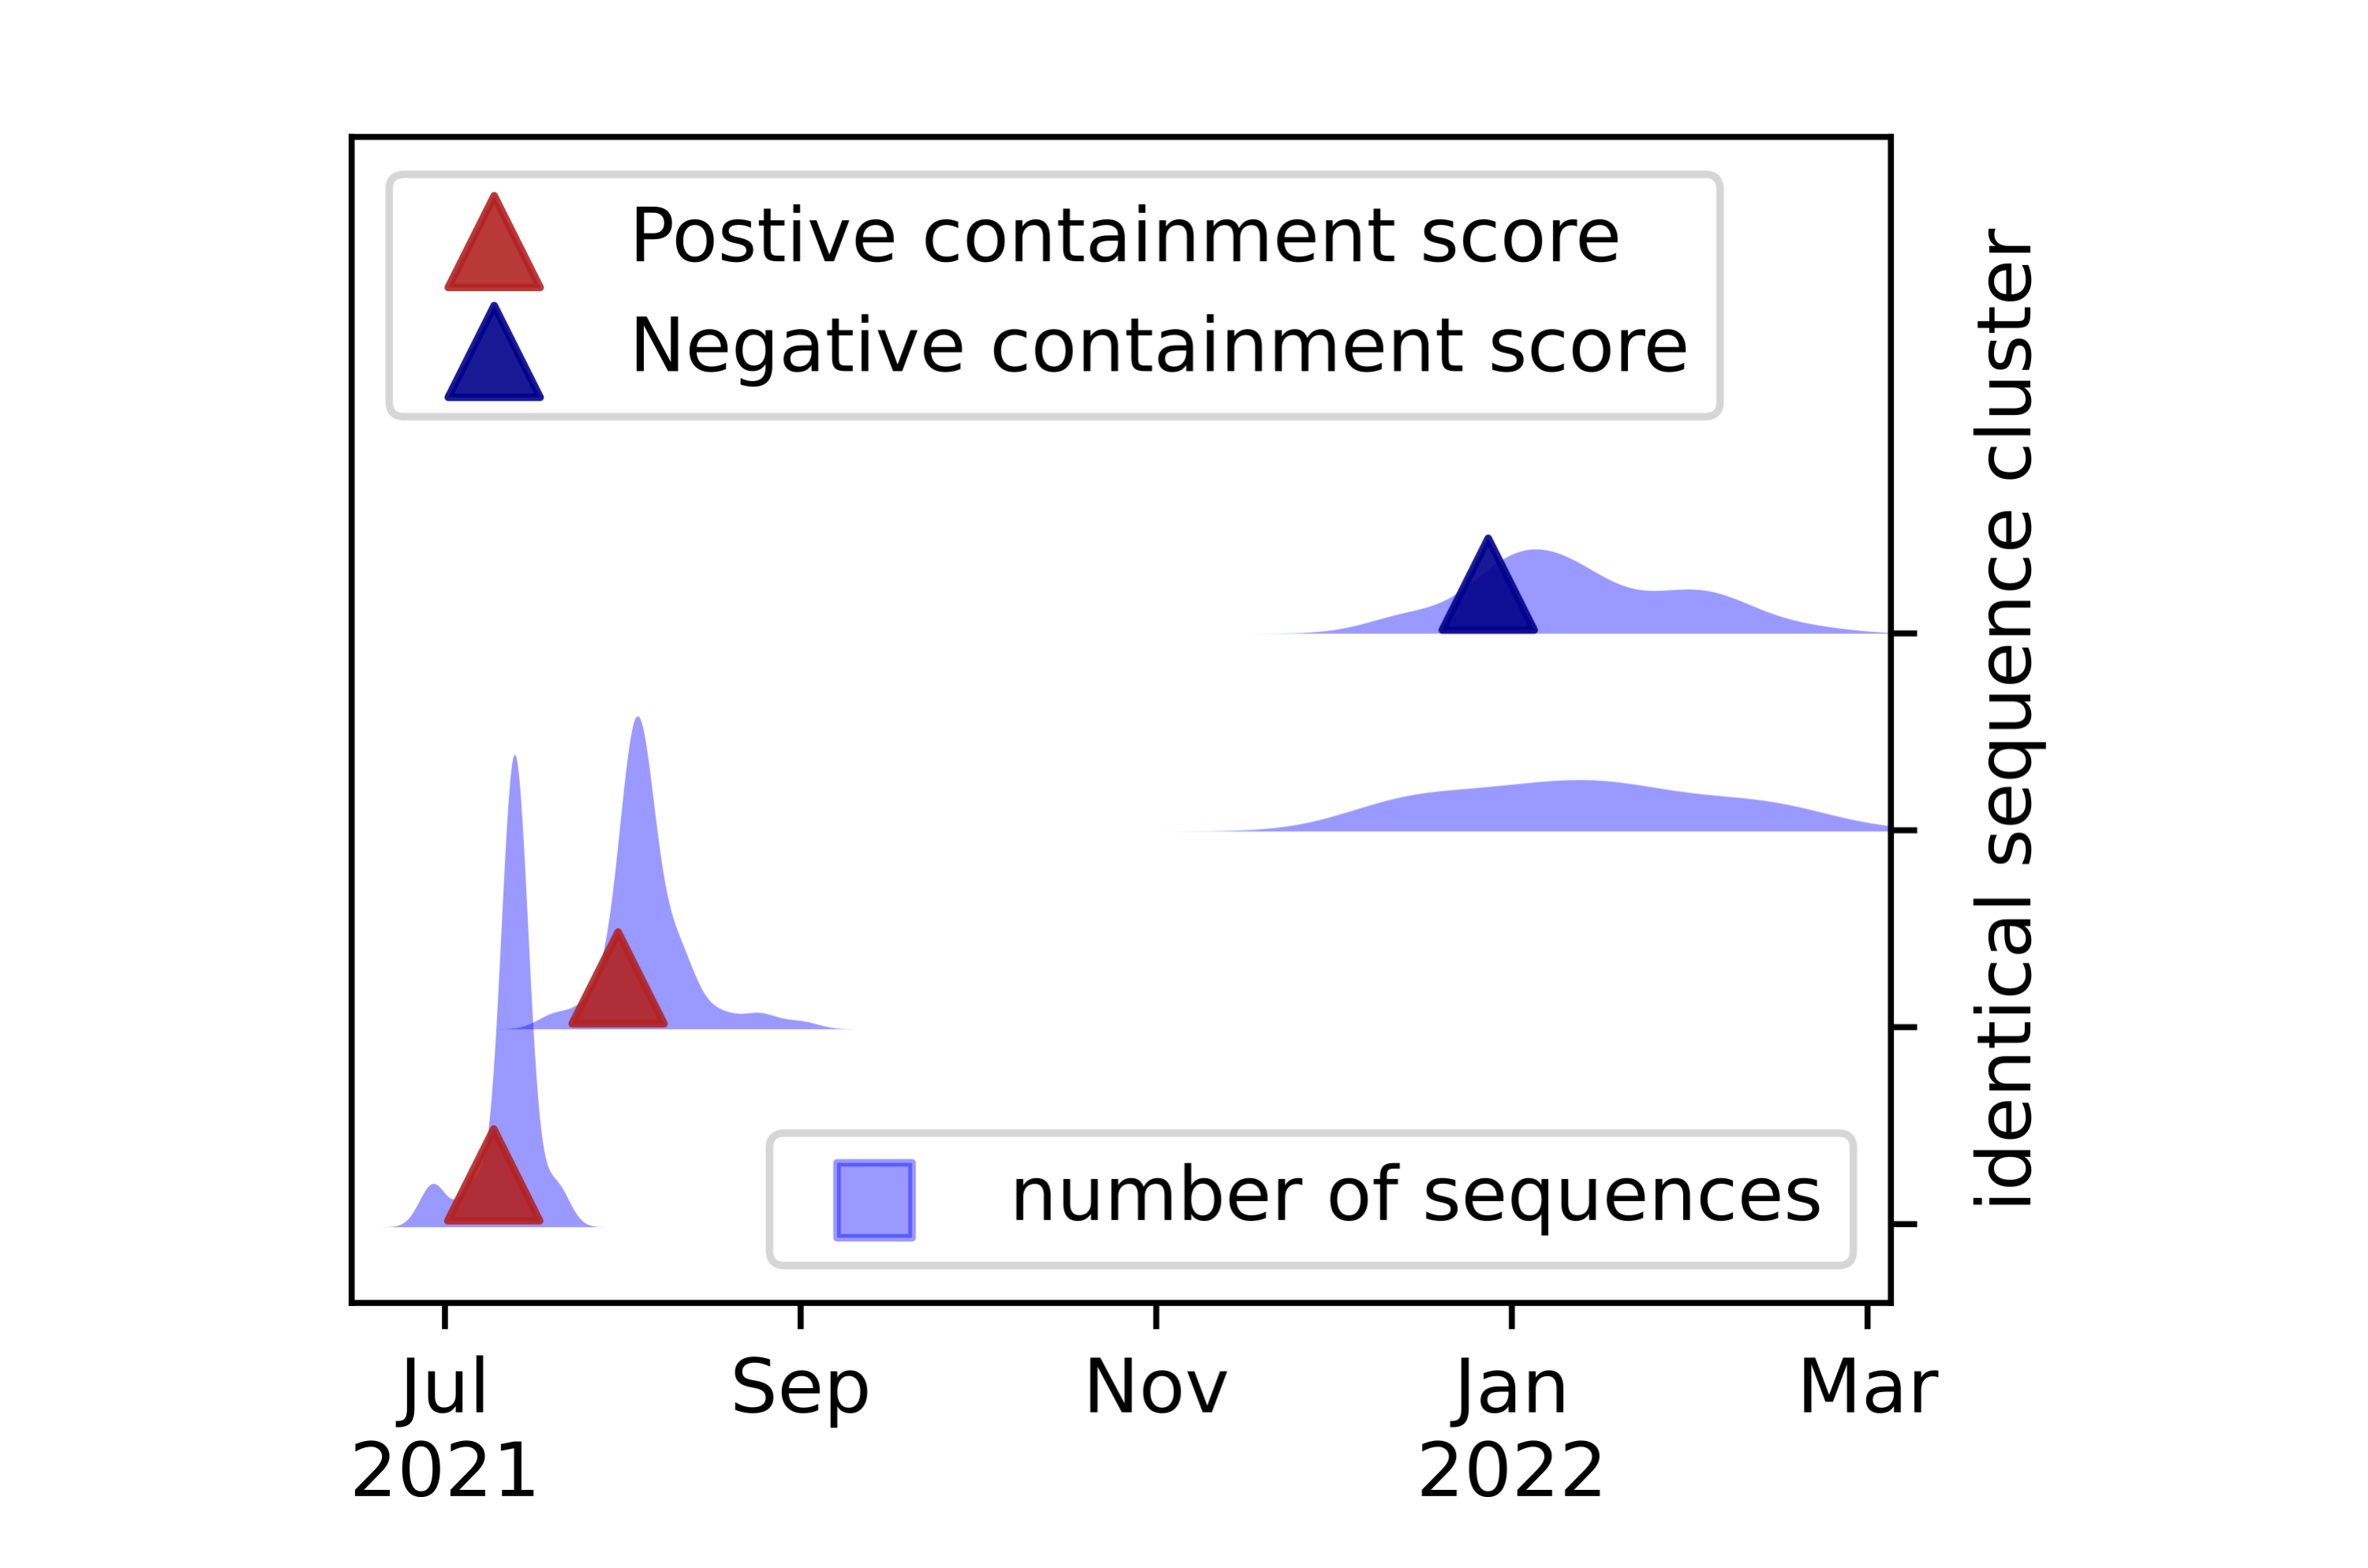 Postive containment score
Negative containment score
number of sequences
Jul
2021
Sep
Nov
Jan
2022
Mar
identical sequence cluster